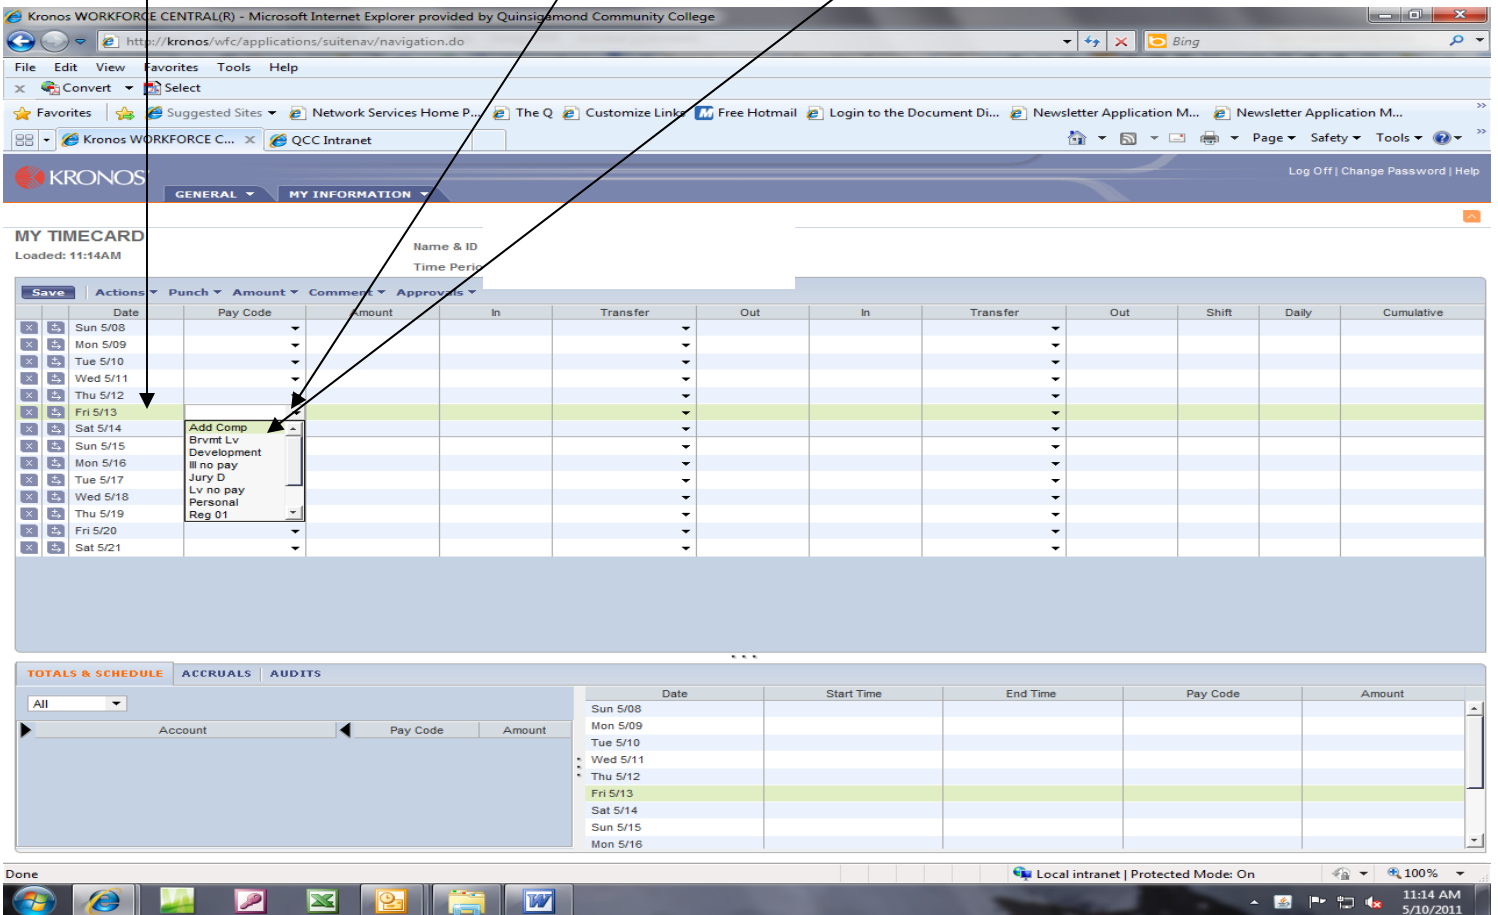 Kronos WORKFORCE CENTRAL(R) - Microsoft Internet Explorer provided by Quinsigamond Community College
http://kronos/wfc/applications/suitenav/navigation.do
Bing
File Edit View Favorites Tools Help
x Convert Select
Favorites Suggested Sites Network Services Home P... The Q Customize Links Free Hotmail Login to the Document Di... Newsletter Application M... Newsletter Application M...
Kronos WORKFORCE C... x QCC Intranet Page Safety Tools
KRONOS
Log Off | Change Password | Help
GENERAL MY INFORMATION
MY TIMECARD
Loaded: 11:14AM
Name & ID
Time Perio
Save Actions Punch Amount Comment Approvals
Date Pay Code Amount In Transfer Out In Transfer Out Shift Daily Cumulative
Sun 5/08
Mon 5/09
Tue 5/10
Wed 5/11
Thu 5/12
Fri 5/13
Sat 5/14
Sun 5/15
Mon 5/16
Tue 5/17
Wed 5/18
Thu 5/19
Fri 5/20
Sat 5/21
Add Comp
Brvmt Lv
Development
Ill no pay
Jury D
Lv no pay
Personal
Reg 01
TOTALS & SCHEDULE ACCRUALS AUDITS
All
Account Pay Code Amount
Date Start Time End Time Pay Code Amount
Sun 5/08
Mon 5/09
Tue 5/10
Wed 5/11
Thu 5/12
Fri 5/13
Sat 5/14
Sun 5/15
Mon 5/16
Done Local intranet | Protected Mode: On 100%
11:14 AM
5/10/2011